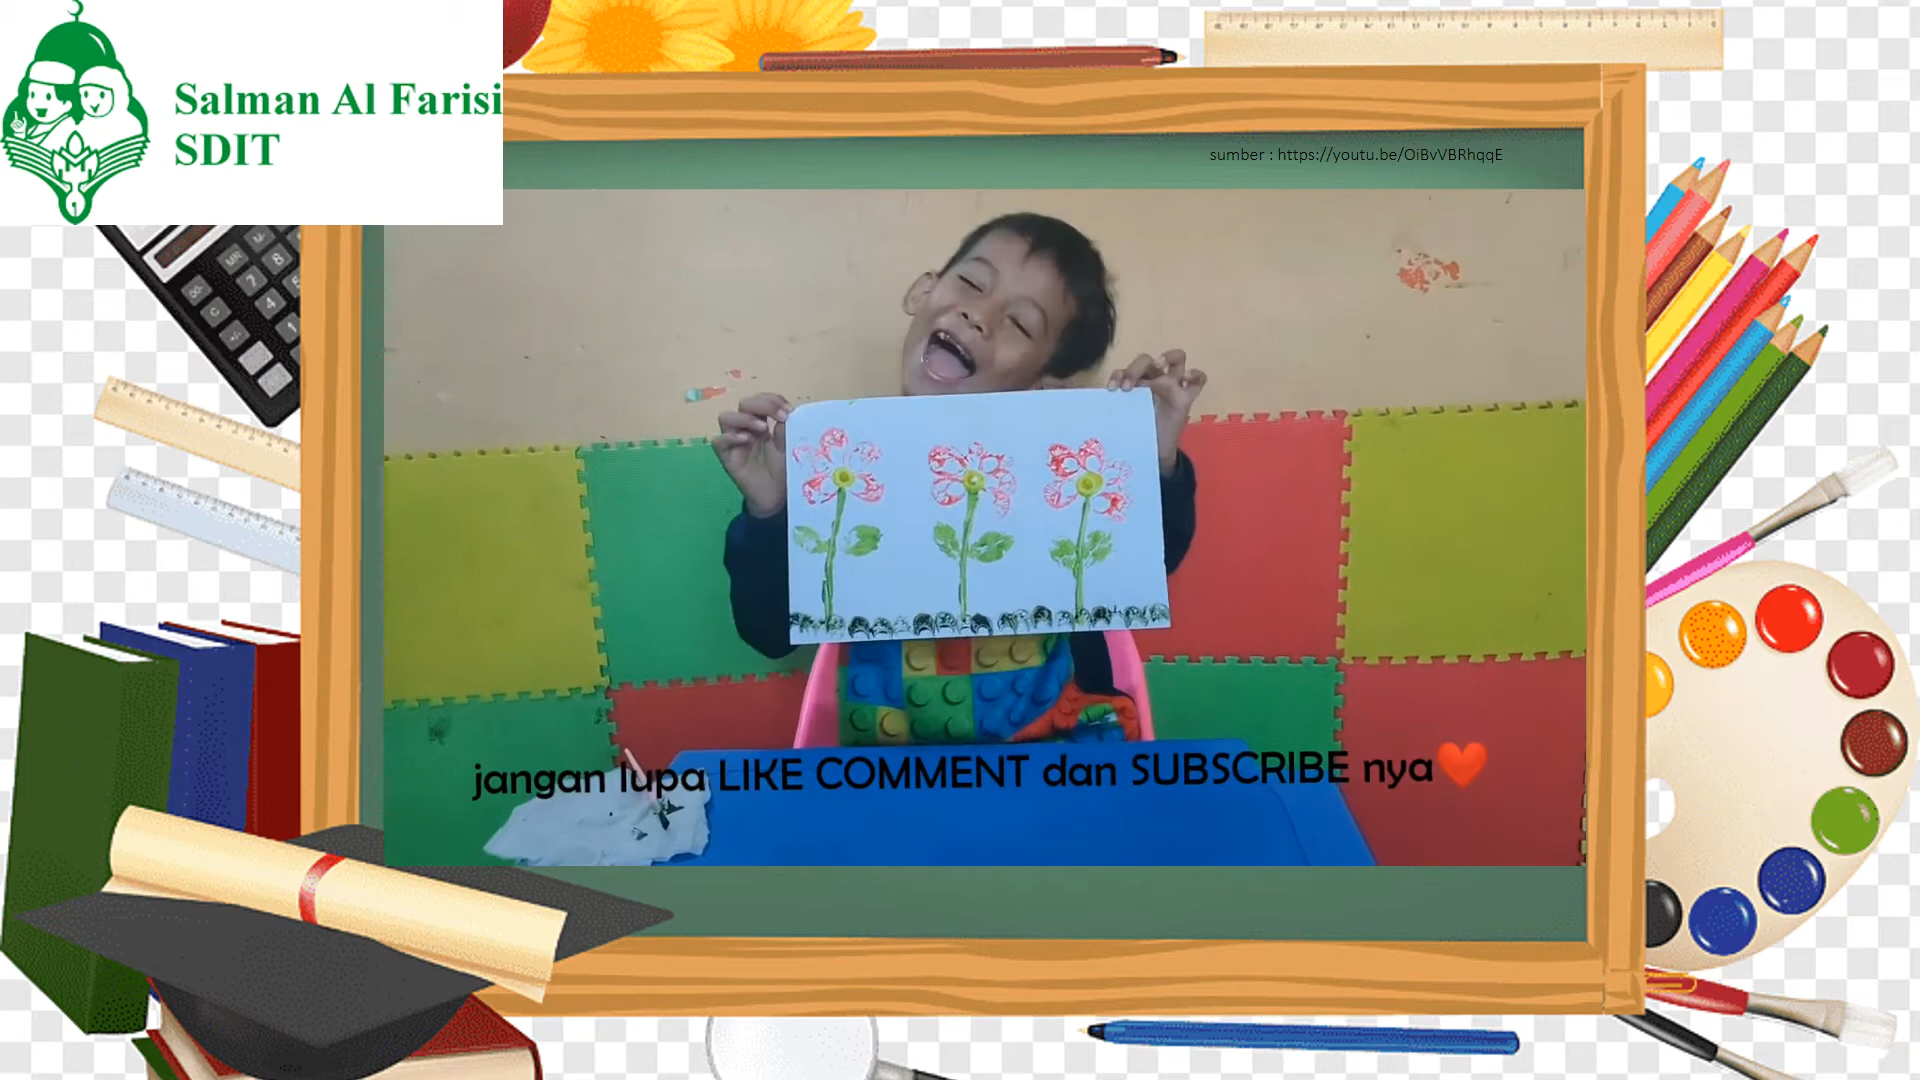 Salman Al Farisi
SDIT
sumber : https://youtu.be/OiBvVBRhqqE
jangan lupa LIKE COMMENT dan SUBSCRIBE nya❤️